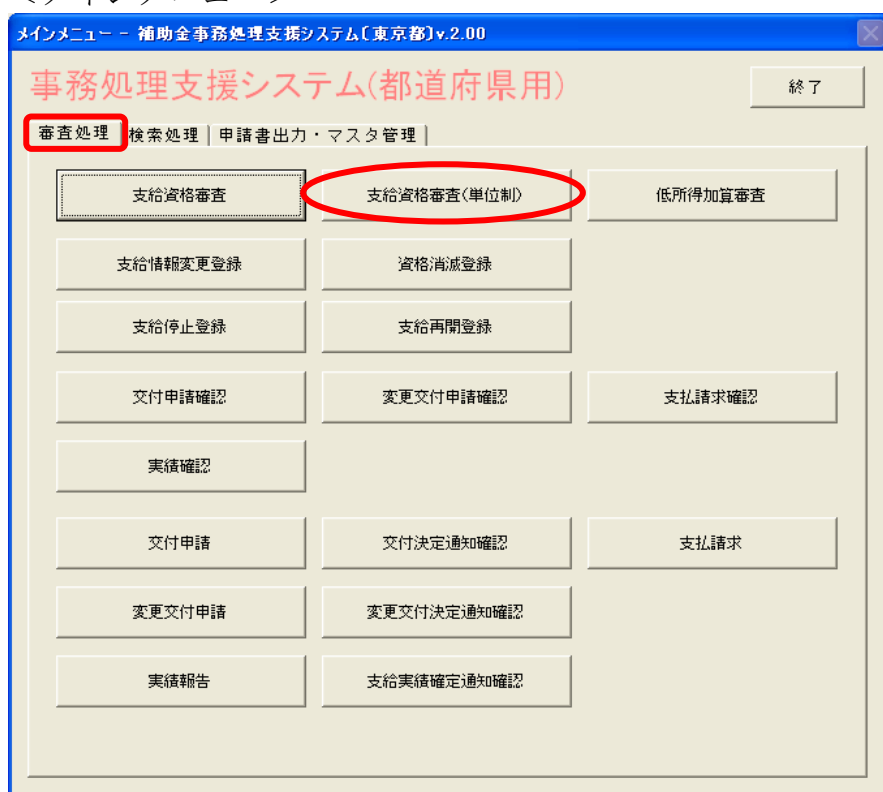 メインメニュー － 補助金事務処理支援システム〔東京都〕v.2.00
事務処理支援システム(都道府県用)
終了
審査処理 検索処理 申請書出力・マスタ管理
支給資格審査 支給資格審査(単位制) 低所得加算審査
支給情報変更登録 資格消滅登録
支給停止登録 支給再開登録
交付申請確認 変更交付申請確認 支払請求確認
実績確認
交付申請 交付決定通知確認 支払請求
変更交付申請 変更交付決定通知確認
実績報告 支給実績確定通知確認